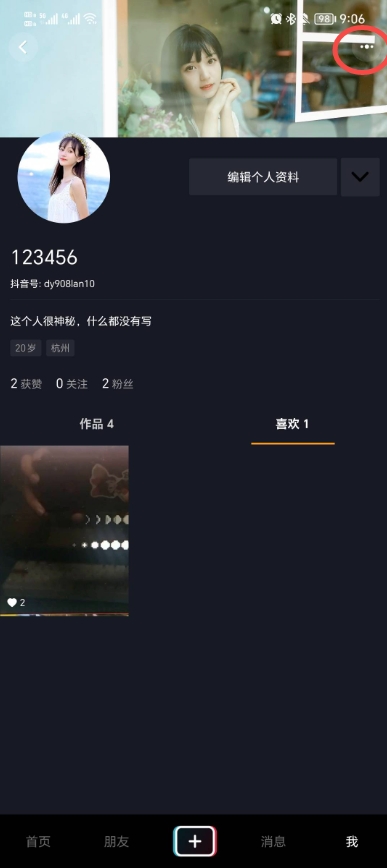 98 9:06
编辑个人资料
123456
抖音号: dy908lan10
这个人很神秘，什么都没有写
20岁 杭州
2 获赞 0 关注 2 粉丝
作品 4 喜欢 1
2
首页 朋友 消息 我